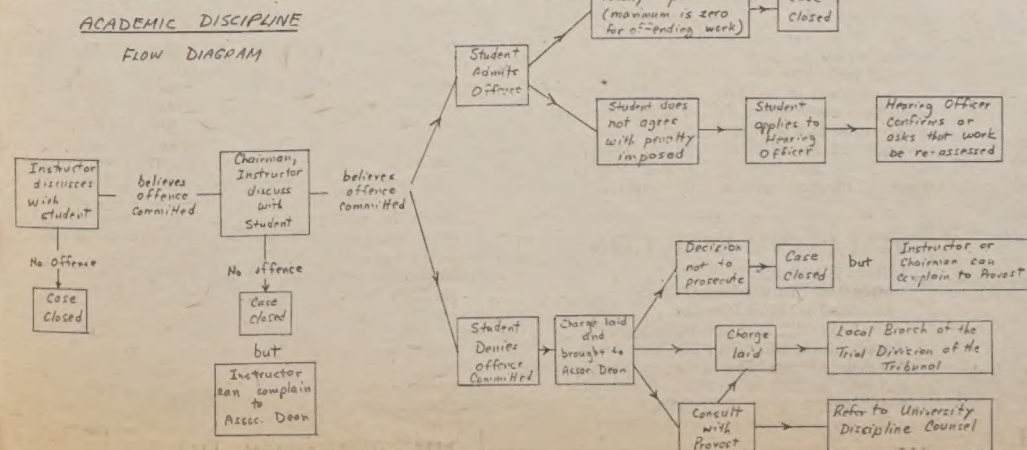 ACADEMIC DISCIPLINE
FLOW DIAGRAM
(maximum is zero
for offending work)
Case
Closed
Student
Admits
Offence
Student does
not agree
with penalty
imposed
Student
applies to
Hearing
Officer
Hearing Officer
Confirms or
asks that work
be re-assessed
Instructor
discusses
with
student
believes
offence
Committed
Chairman,
Instructor
discuss
with
Student
believes
offence
Committed
No Offence
Case
Closed
No offence
Case
Closed
but
Instructor
can complain
to
Assoc. Dean
Student
Denies
Offence
Committed
Charge laid
and
brought to
Assoc. Dean
Decision
not to
prosecute
Case
Closed
but
Instructor or
Chairman can
Complain to Provost
Charge
laid
Local Branch of the
Trial Division of the
Tribunal
Consult
with
Provost
Refer to University
Discipline Counsel